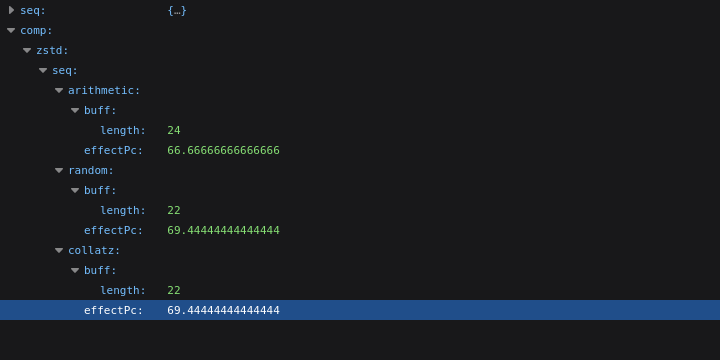 seq: {…}
comp:
zstd:
seq:
arithmetic:
buff:
length: 24
effectPc: 66.66666666666666
random:
buff:
length: 22
effectPc: 69.44444444444444
collatz:
buff:
length: 22
effectPc: 69.44444444444444